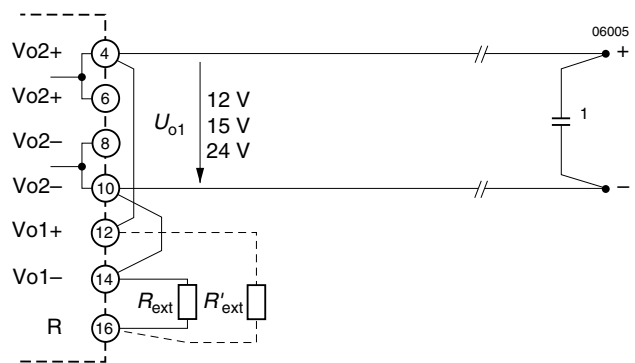 06005
Vo2+ 4 +
Vo2+ 6
Uo1 12 V
15 V
24 V
1
Vo2– 8
Vo2– 10 –
Vo1+ 12
Vo1– 14
Rext R'ext
R 16